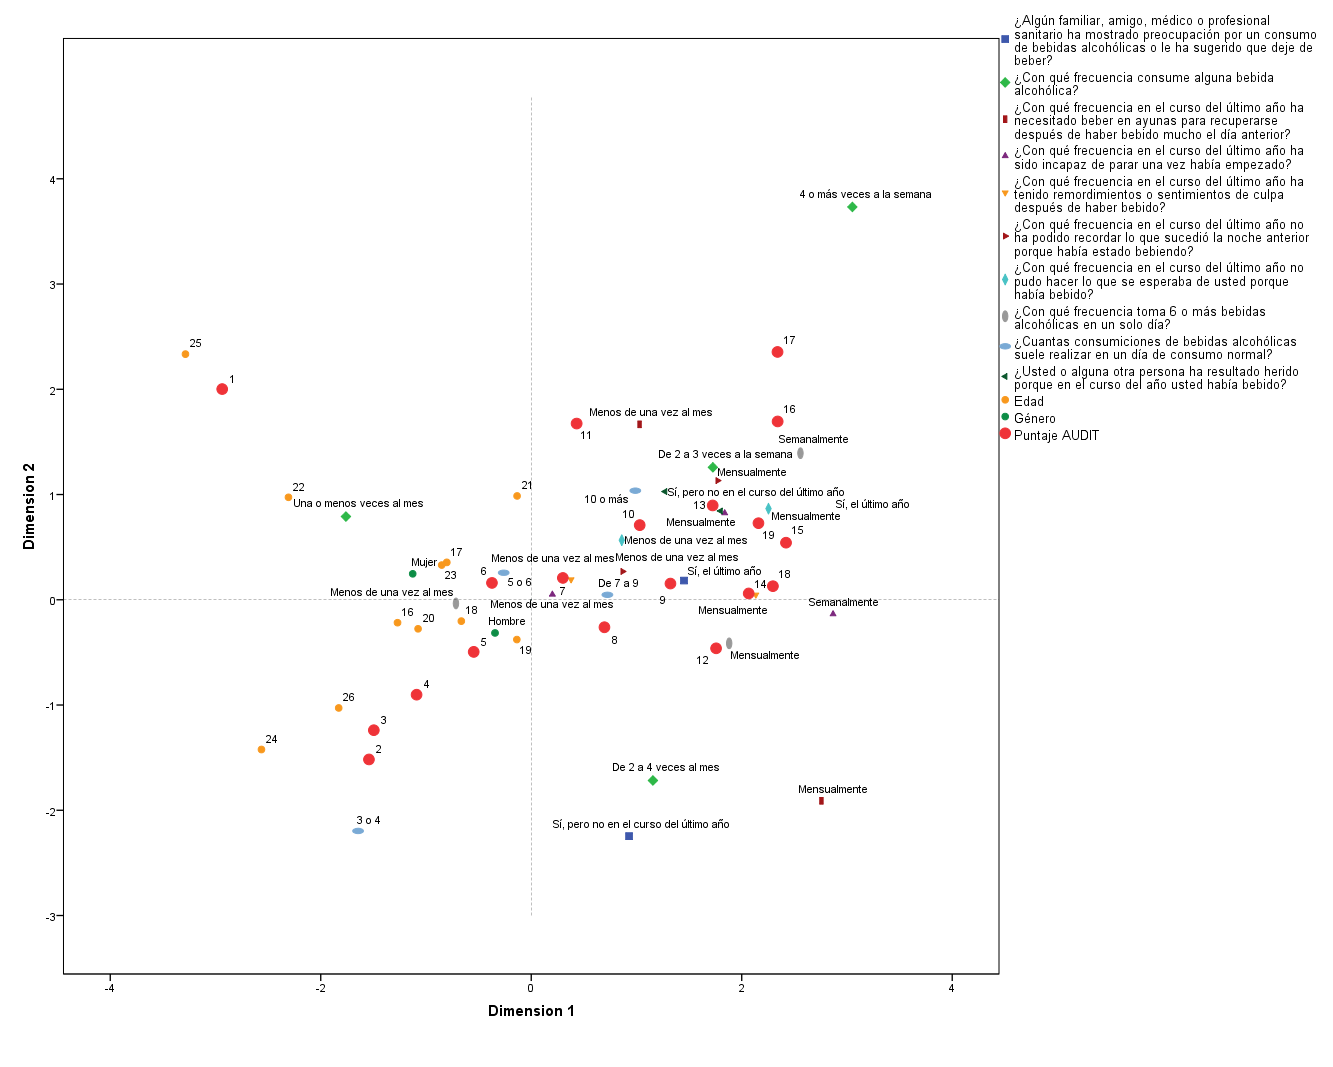 ¿Algún familiar, amigo, médico o profesional
sanitario ha mostrado preocupación por un consumo
de bebidas alcohólicas o le ha sugerido que deje de
beber?
¿Con qué frecuencia consume alguna bebida
alcohólica?
¿Con qué frecuencia en el curso del último año ha
necesitado beber en ayunas para recuperarse
después de haber bebido mucho el día anterior?
¿Con qué frecuencia en el curso del último año ha
sido incapaz de parar una vez había empezado?
¿Con qué frecuencia en el curso del último año ha
tenido remordimientos o sentimientos de culpa
después de haber bebido?
¿Con qué frecuencia en el curso del último año no
ha podido recordar lo que sucedió la noche anterior
porque había estado bebiendo?
¿Con qué frecuencia en el curso del último año no
pudo hacer lo que se esperaba de usted porque
había bebido?
¿Con qué frecuencia toma 6 o más bebidas
alcohólicas en un solo día?
¿Cuantas consumiciones de bebidas alcohólicas
suele realizar en un día de consumo normal?
¿Usted o alguna otra persona ha resultado herido
porque en el curso del año usted había bebido?
Edad
Género
Puntaje AUDIT
4
3
2
1
0
-1
-2
-3
Dimension 2
4 o más veces a la semana
25
1
17
16
Menos de una vez al mes
11
Semanalmente
De 2 a 3 veces a la semana
Mensualmente
22
21
Una o menos veces al mes
10 o más
Sí, pero no en el curso del último año
13
Sí, el último año
10
Mensualmente
Mensualmente
19
15
Menos de una vez al mes
17
Mujer
23
6
Menos de una vez al mes
Menos de una vez al mes
5 o 6
7
De 7 a 9
Sí, el último año
9
14
18
Menos de una vez al mes
Menos de una vez al mes
Mensualmente
Semanalmente
16
20
18
Hombre
19
5
8
12
Mensualmente
4
26
3
24
2
De 2 a 4 veces al mes
Mensualmente
3 o 4
Sí, pero no en el curso del último año
-4
-2
0
2
4
Dimension 1